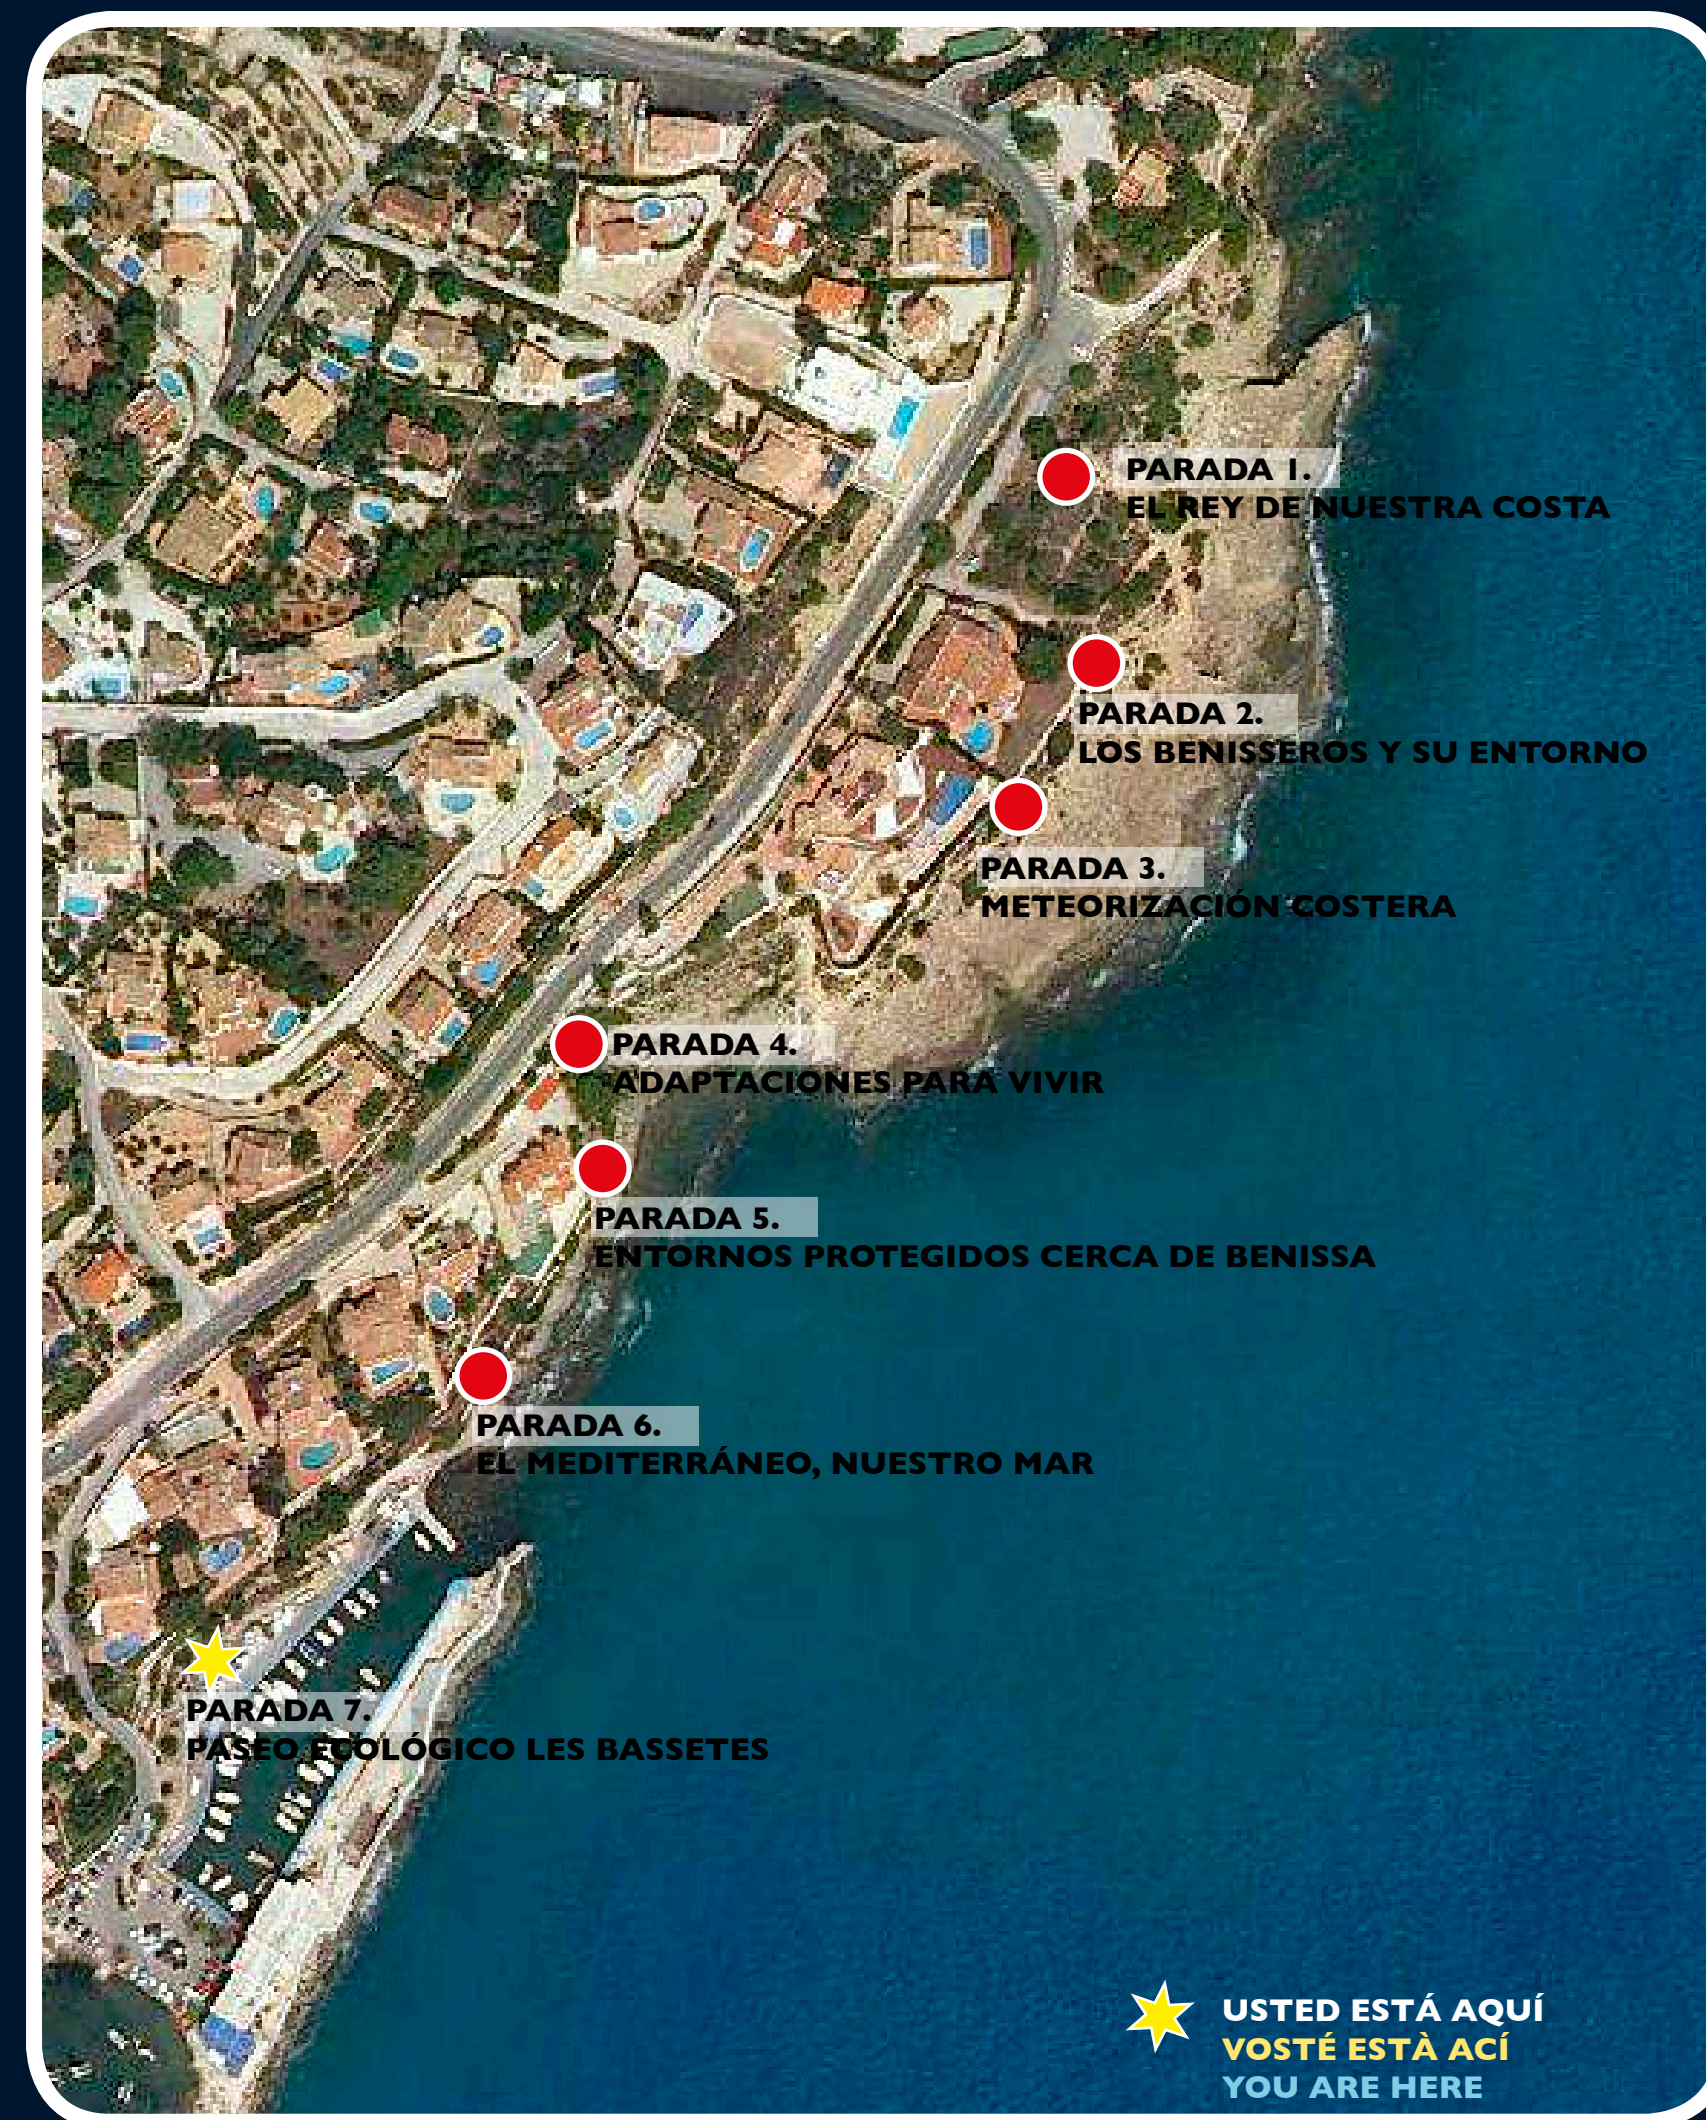 PARADA 1.
EL REY DE NUESTRA COSTA
PARADA 2.
LOS BENISSEROS Y SU ENTORNO
PARADA 3.
METEORIZACIÓN COSTERA
PARADA 4.
ADAPTACIONES PARA VIVIR
PARADA 5.
ENTORNOS PROTEGIDOS CERCA DE BENISSA
PARADA 6.
EL MEDITERRÁNEO, NUESTRO MAR
PARADA 7.
PASEO ECOLÓGICO LES BASSETES
USTED ESTÁ AQUÍ
VOSTÉ ESTÀ ACÍ
YOU ARE HERE